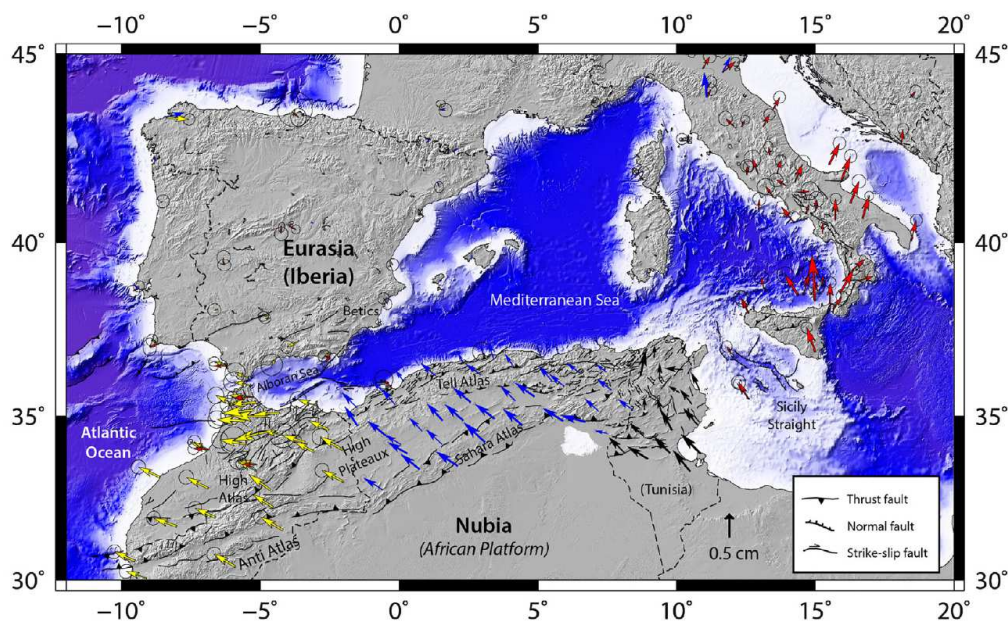 −10° −5° 0° 5° 10° 15° 20°
45° 45°
Eurasia
(Iberia)
40° 40°
Mediterranean Sea
Betics
Alboran Sea
Tell Atlas
35° 35°
Atlantic
Ocean
Sicily
Straight
High
Plateaux
Sahara Atlas
High
Atlas
(Tunisia)
Thrust fault
Nubia
(African Platform)
0.5 cm
Normal fault
Anti Atlas
Strike-slip fault
30° 30°
−10° −5° 0° 5° 10° 15° 20°